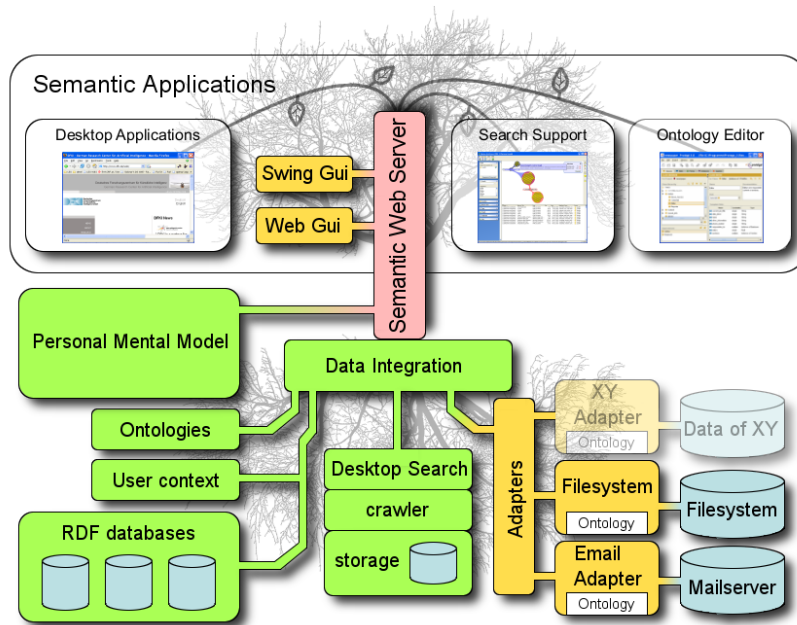 Semantic Applications
Desktop Applications
Search Support
Ontology Editor
Swing Gui
Web Gui
Semantic Web Server
Personal Mental Model
Data Integration
Ontologies
User context
RDF databases
Desktop Search
crawler
storage
Adapters
XY
Adapter
Ontology
Data of XY
Filesystem
Ontology
Filesystem
Email
Adapter
Ontology
Mailserver